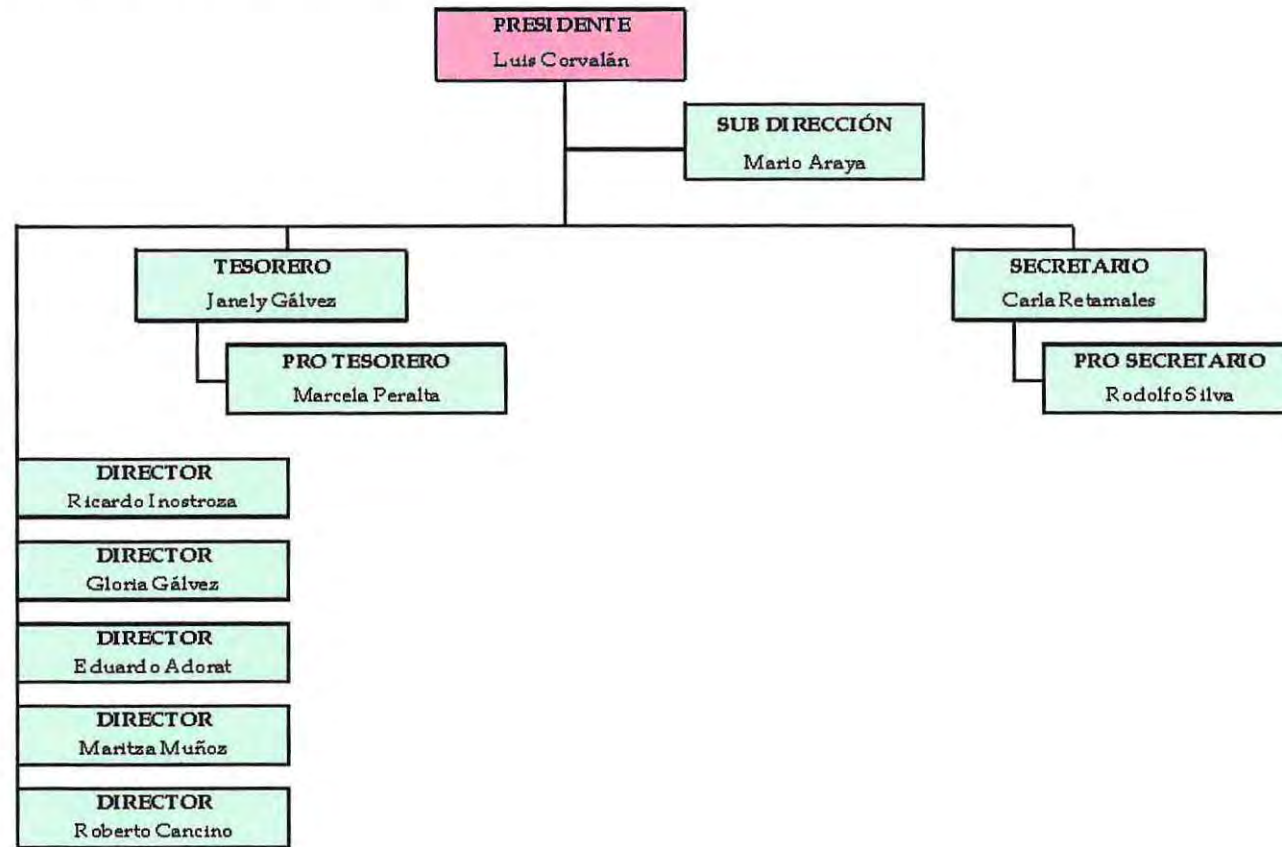 PRESIDENTE
Luis Corvalán
SUB DIRECCIÓN
Mario Araya
TESORERO
Janely Gálvez
SECRETARIO
Carla Retamales
PRO TESORERO
Marcela Peralta
PRO SECRETARIO
Rodolfo Silva
DIRECTOR
Ricardo Inostroza
DIRECTOR
Gloria Gálvez
DIRECTOR
Eduardo Adorat
DIRECTOR
Maritza Muñoz
DIRECTOR
Roberto Cancino